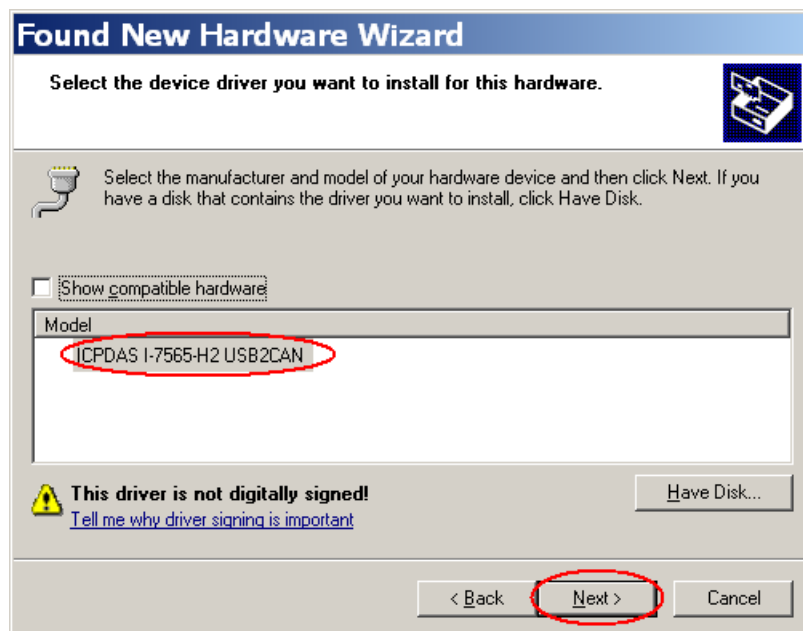 Found New Hardware Wizard
Select the device driver you want to install for this hardware.
Select the manufacturer and model of your hardware device and then click Next. If you
have a disk that contains the driver you want to install, click Have Disk.
Show compatible hardware
Model
ICPDAS I-7565-H2 USB2CAN
This driver is not digitally signed!
Tell me why driver signing is important
Have Disk...
< Back
Next >
Cancel